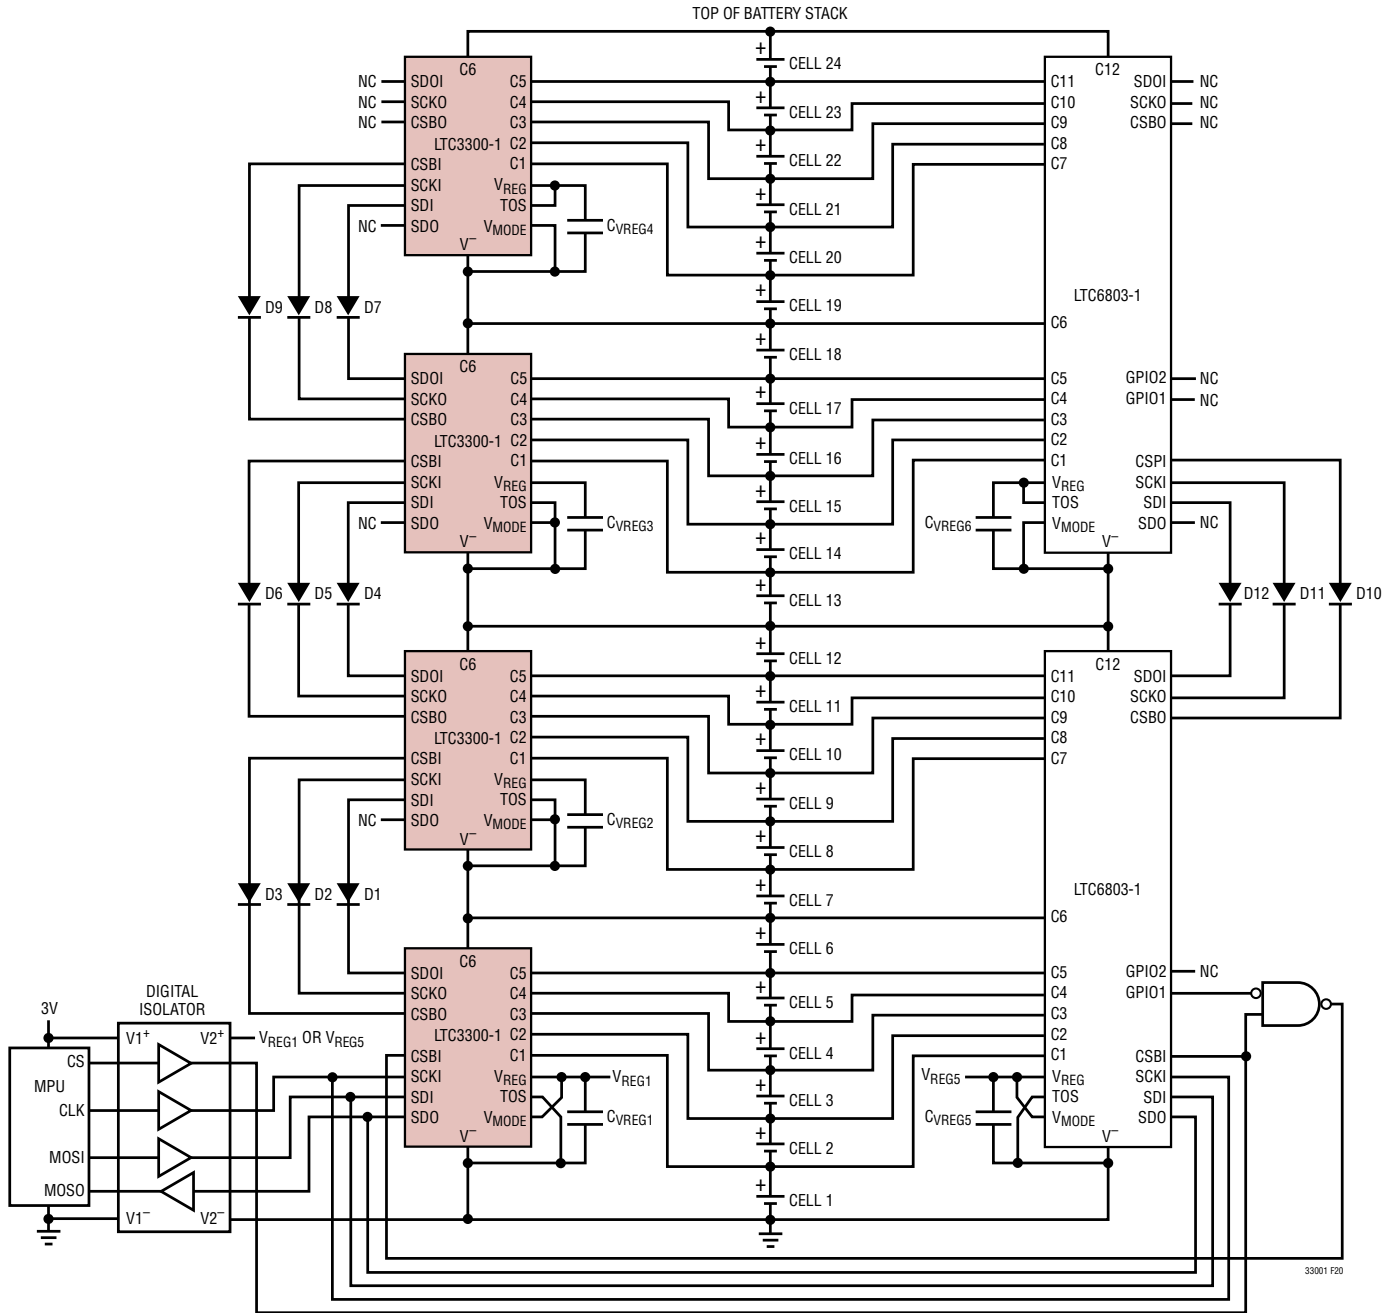 TOP OF BATTERY STACK
C6
NC SDOI
NC SCKO
NC CSBO
LTC3300-1
CSBI
SCKI
SDI
NC SDO
C5
C4
C3
C2
C1
VREG
TOS
VMODE
V–
CVREG4
+ CELL 24
+ CELL 23
+ CELL 22
+ CELL 21
+ CELL 20
+ CELL 19
C12
C11
C10
C9
C8
C7
LTC6803-1
C6
SDOI NC
SCKO NC
CSBO NC
D9
D8
D7
C6
SDOI
SCKO
CSBO
LTC3300-1
CSBI
SCKI
SDI
NC SDO
C5
C4
C3
C2
C1
VREG
TOS
VMODE
V–
CVREG3
+ CELL 18
+ CELL 17
+ CELL 16
+ CELL 15
+ CELL 14
+ CELL 13
C5
C4
C3
C2
C1
CVREG6
VREG
TOS
VMODE
V–
GPIO2 NC
GPIO1 NC
CSPI
SCKI
SDI
SDO NC
D12
D11
D10
D6
D5
D4
C6
SDOI
SCKO
CSBO
LTC3300-1
CSBI
SCKI
SDI
NC SDO
C5
C4
C3
C2
C1
VREG
TOS
VMODE
V–
CVREG2
+ CELL 12
+ CELL 11
+ CELL 10
+ CELL 9
+ CELL 8
+ CELL 7
C12
C11
C10
C9
C8
C7
LTC6803-1
C6
SDOI
SCKO
CSBO
D3
D2
D1
C6
SDOI
SCKO
CSBO
LTC3300-1
CSBI
SCKI
SDI
SDO
C5
C4
C3
C2
C1
VREG
TOS
VMODE
V–
VREG1
CVREG1
+ CELL 6
+ CELL 5
+ CELL 4
+ CELL 3
+ CELL 2
+ CELL 1
C5
C4
C3
C2
C1
VREG5
CVREG5
VREG
TOS
VMODE
V–
GPIO2 NC
GPIO1
CSBI
SCKI
SDI
SDO
3V
DIGITAL
ISOLATOR
V1+
V2+
VREG1 OR VREG5
CS
MPU
CLK
MOSI
MOSO
V1–
V2–
33001 F20